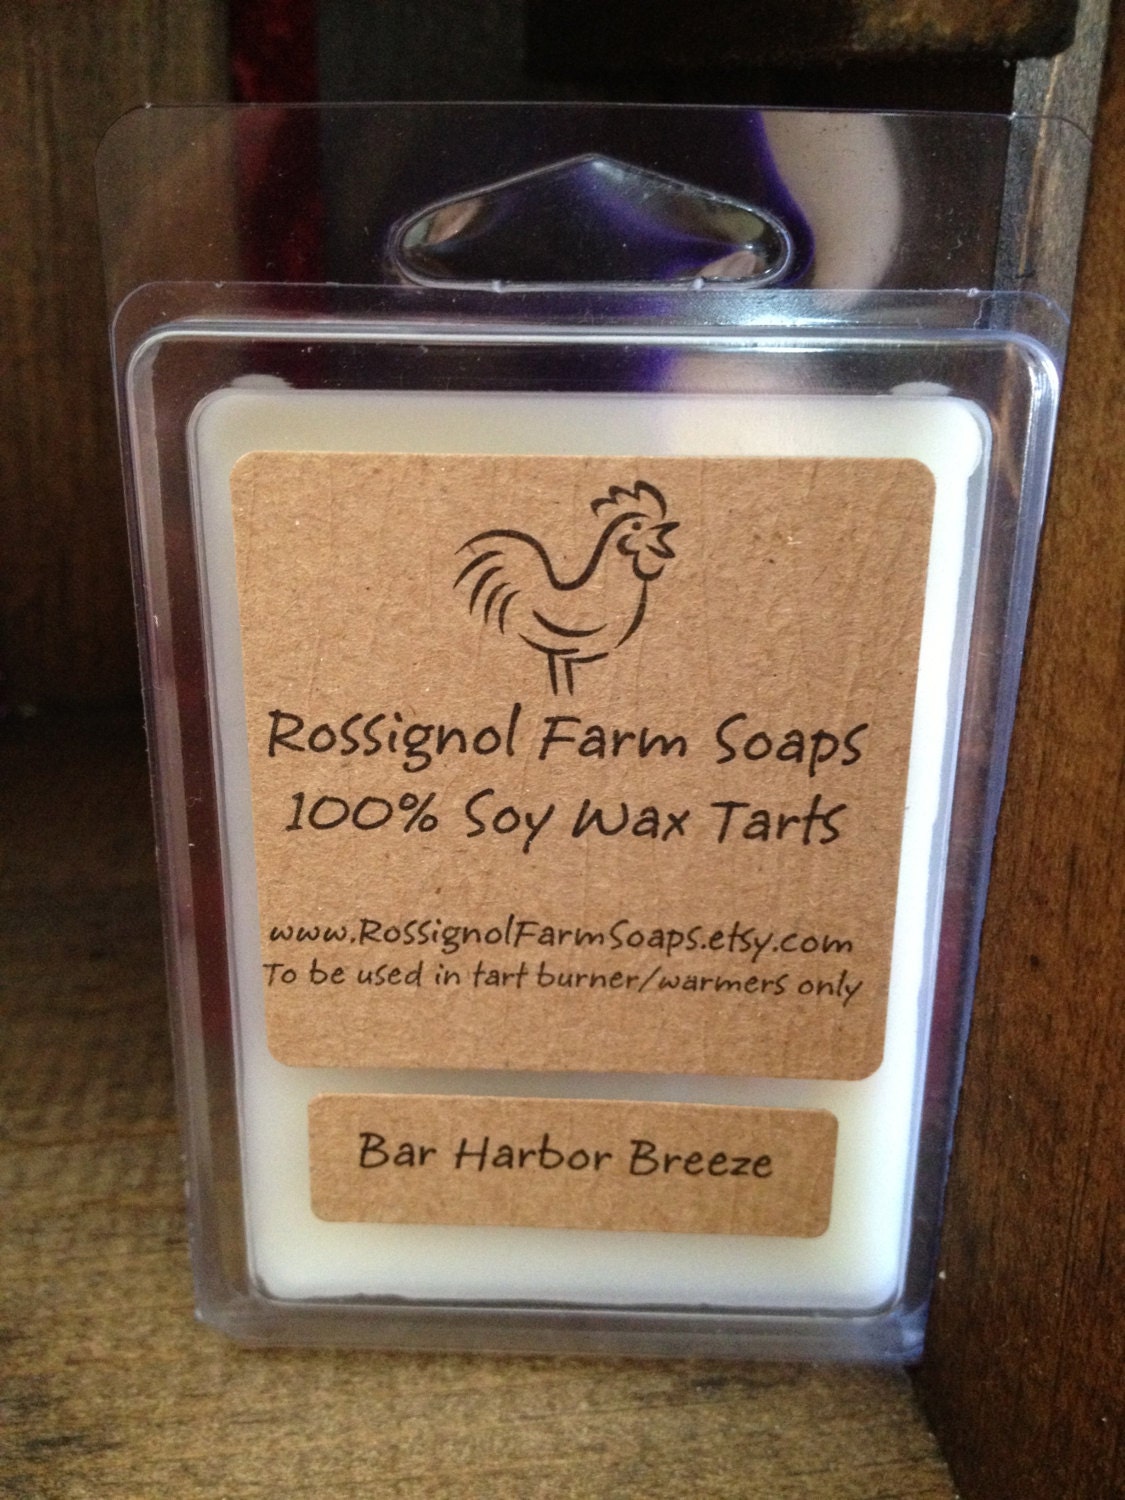 Rossignol Farm Soaps
100% Soy Wax Tarts
www.RossignolFarmSoaps.etsy.com
To be used in tart burner/warmers only
Bar Harbor Breeze